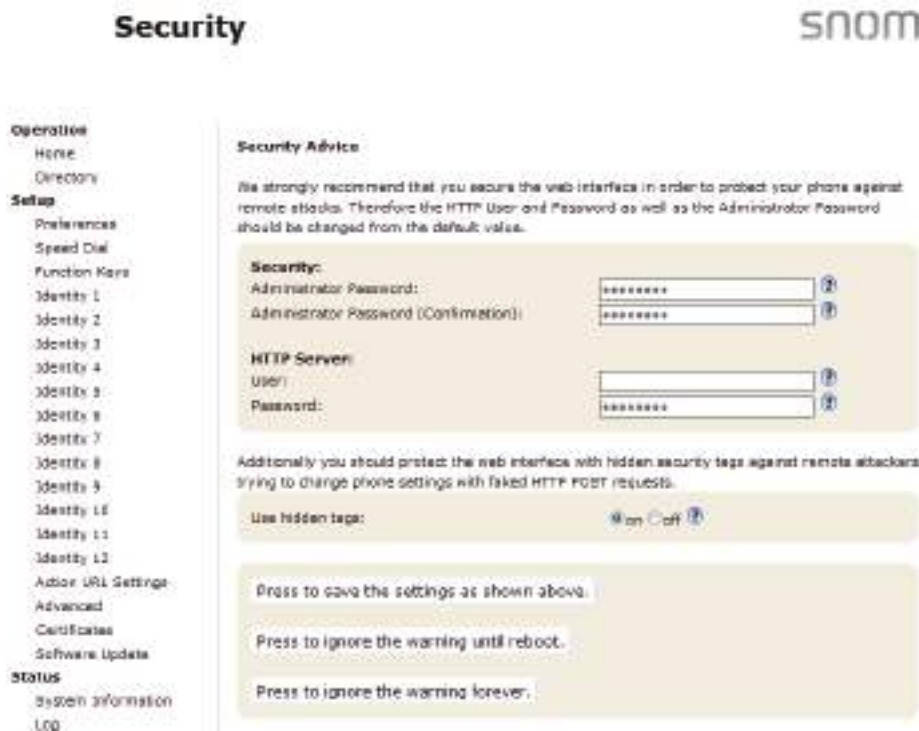 Security
snom
Operation
Home
Directory
Setup
Preferences
Speed Dial
Function Keys
Identity 1
Identity 2
Identity 3
Identity 4
Identity 5
Identity 6
Identity 7
Identity 8
Identity 9
Identity 10
Identity 11
Identity 12
Action URL Settings
Advanced
Certificates
Software Update
Status
System Information
Log
Security Advice
We strongly recommend that you secure the web interface in order to protect your phone against
remote attacks. Therefore the HTTP User and Password as well as the Administrator Password
should be changed from the default value.
Security:
Administrator Password: ******** ?
Administrator Password (Confirmation): ******** ?
HTTP Server:
User: ?
Password: ******** ?
Additionally you should protect the web interface with hidden security tags against remote attackers
trying to change phone settings with faked HTTP POST requests.
Use hidden tags: on off ?
Press to save the settings as shown above.
Press to ignore the warning until reboot.
Press to ignore the warning forever.